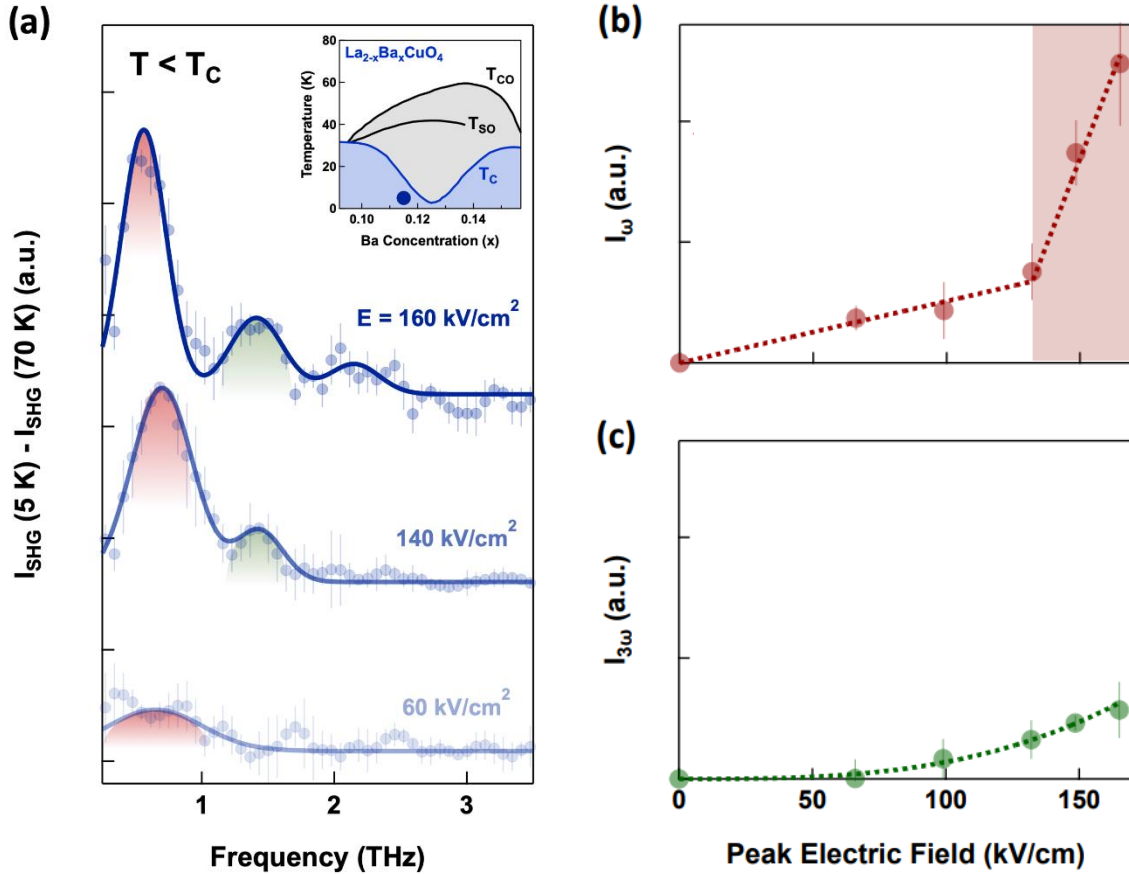 (a)
T < T_C
La₂₋ₓBaₓCuO₄
Temperature (K)
80
60
40
20
0
T_CO
T_SO
T_C
0.10 0.12 0.14
Ba Concentration (x)
E = 160 kV/cm²
140 kV/cm²
60 kV/cm²
I_SHG (5 K) - I_SHG (70 K) (a.u.)
1 2 3
Frequency (THz)
(b)
I_ω (a.u.)
(c)
I_3ω (a.u.)
0 50 100 150
Peak Electric Field (kV/cm)